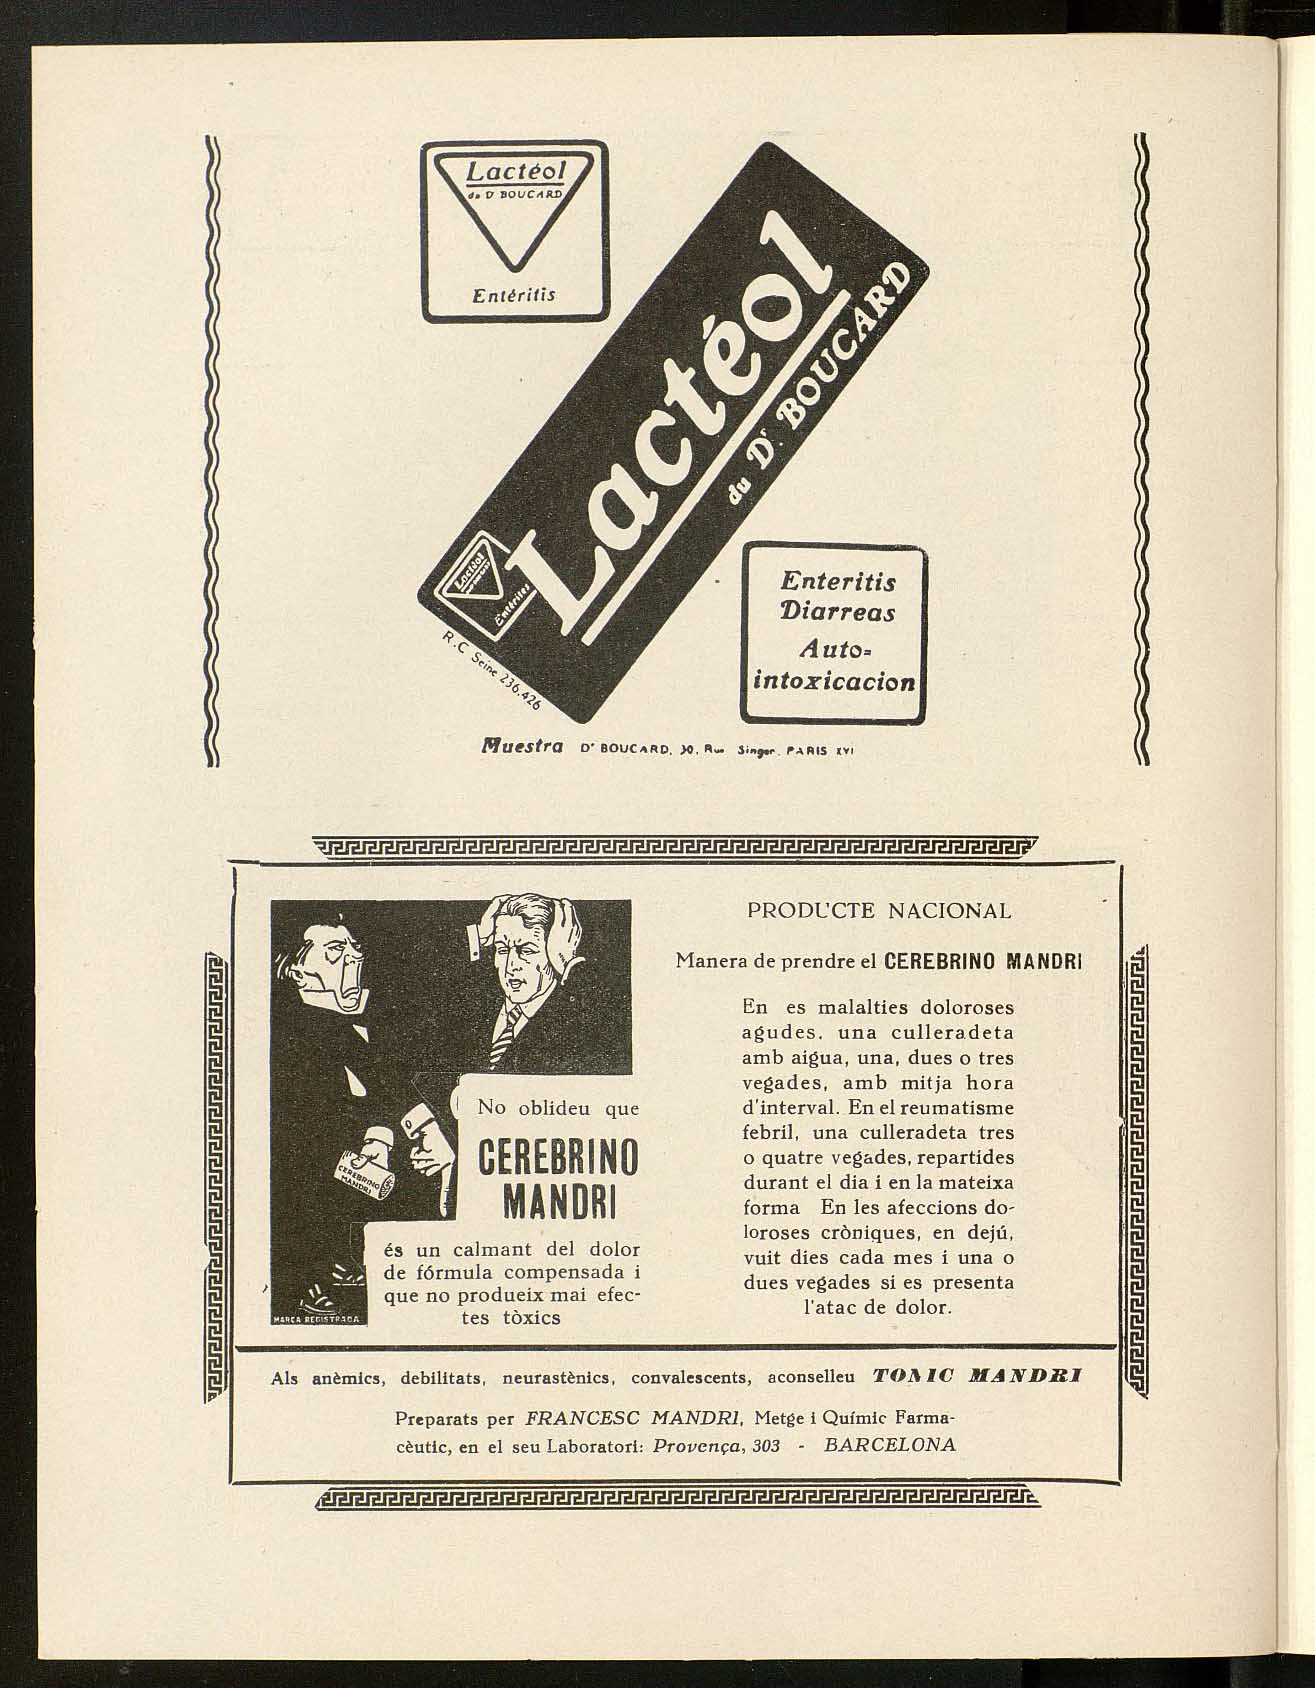 Lactéol
du Dr BOUCARD
Entéritis
Lactéol
du Dr. BOUCARD
Lactéol
Entérites
R.C Seine 236,426
Enteritis
Diarreas
Auto-
intoxicacion
Muestra Dr BOUCARD, 30, Rue Singer, PARIS XVI
PRODUCTE NACIONAL
Manera de prendre el CEREBRINO MANDRI
En es malalties doloroses
agudes, una culleradeta
amb aigua, una, dues o tres
vegades, amb mitja hora
d'interval. En el reumatisme
febril, una culleradeta tres
o quatre vegades, repartides
durant el dia i en la mateixa
forma En les afeccions do-
loroses cròniques, en dejú,
vuit dies cada mes i una o
dues vegades si es presenta
l'atac de dolor.
CEREBRINO
MANDRI
MARCA REGISTRADA
No oblideu que
CEREBRINO
MANDRI
és un calmant del dolor
de fórmula compensada i
que no produeix mai efec-
tes tòxics
Als anèmics, debilitats, neurastènics, convalescents, aconselleu TONIC MANDRI
Preparats per FRANCESC MANDRI, Metge i Químic Farma-
cèutic, en el seu Laboratori: Provença, 303 - BARCELONA